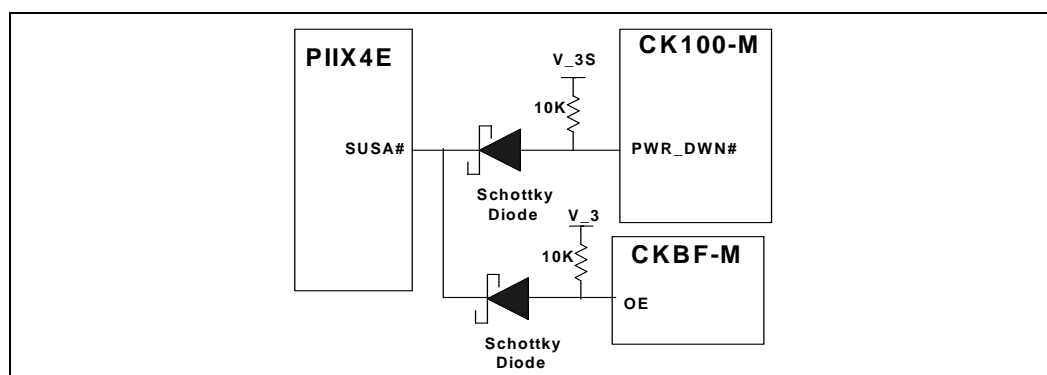 PIIX4E
CK100-M
V_3S
10K
SUSA#
PWR_DWN#
Schottky
Diode
V_3
10K
CKBF-M
OE
Schottky
Diode